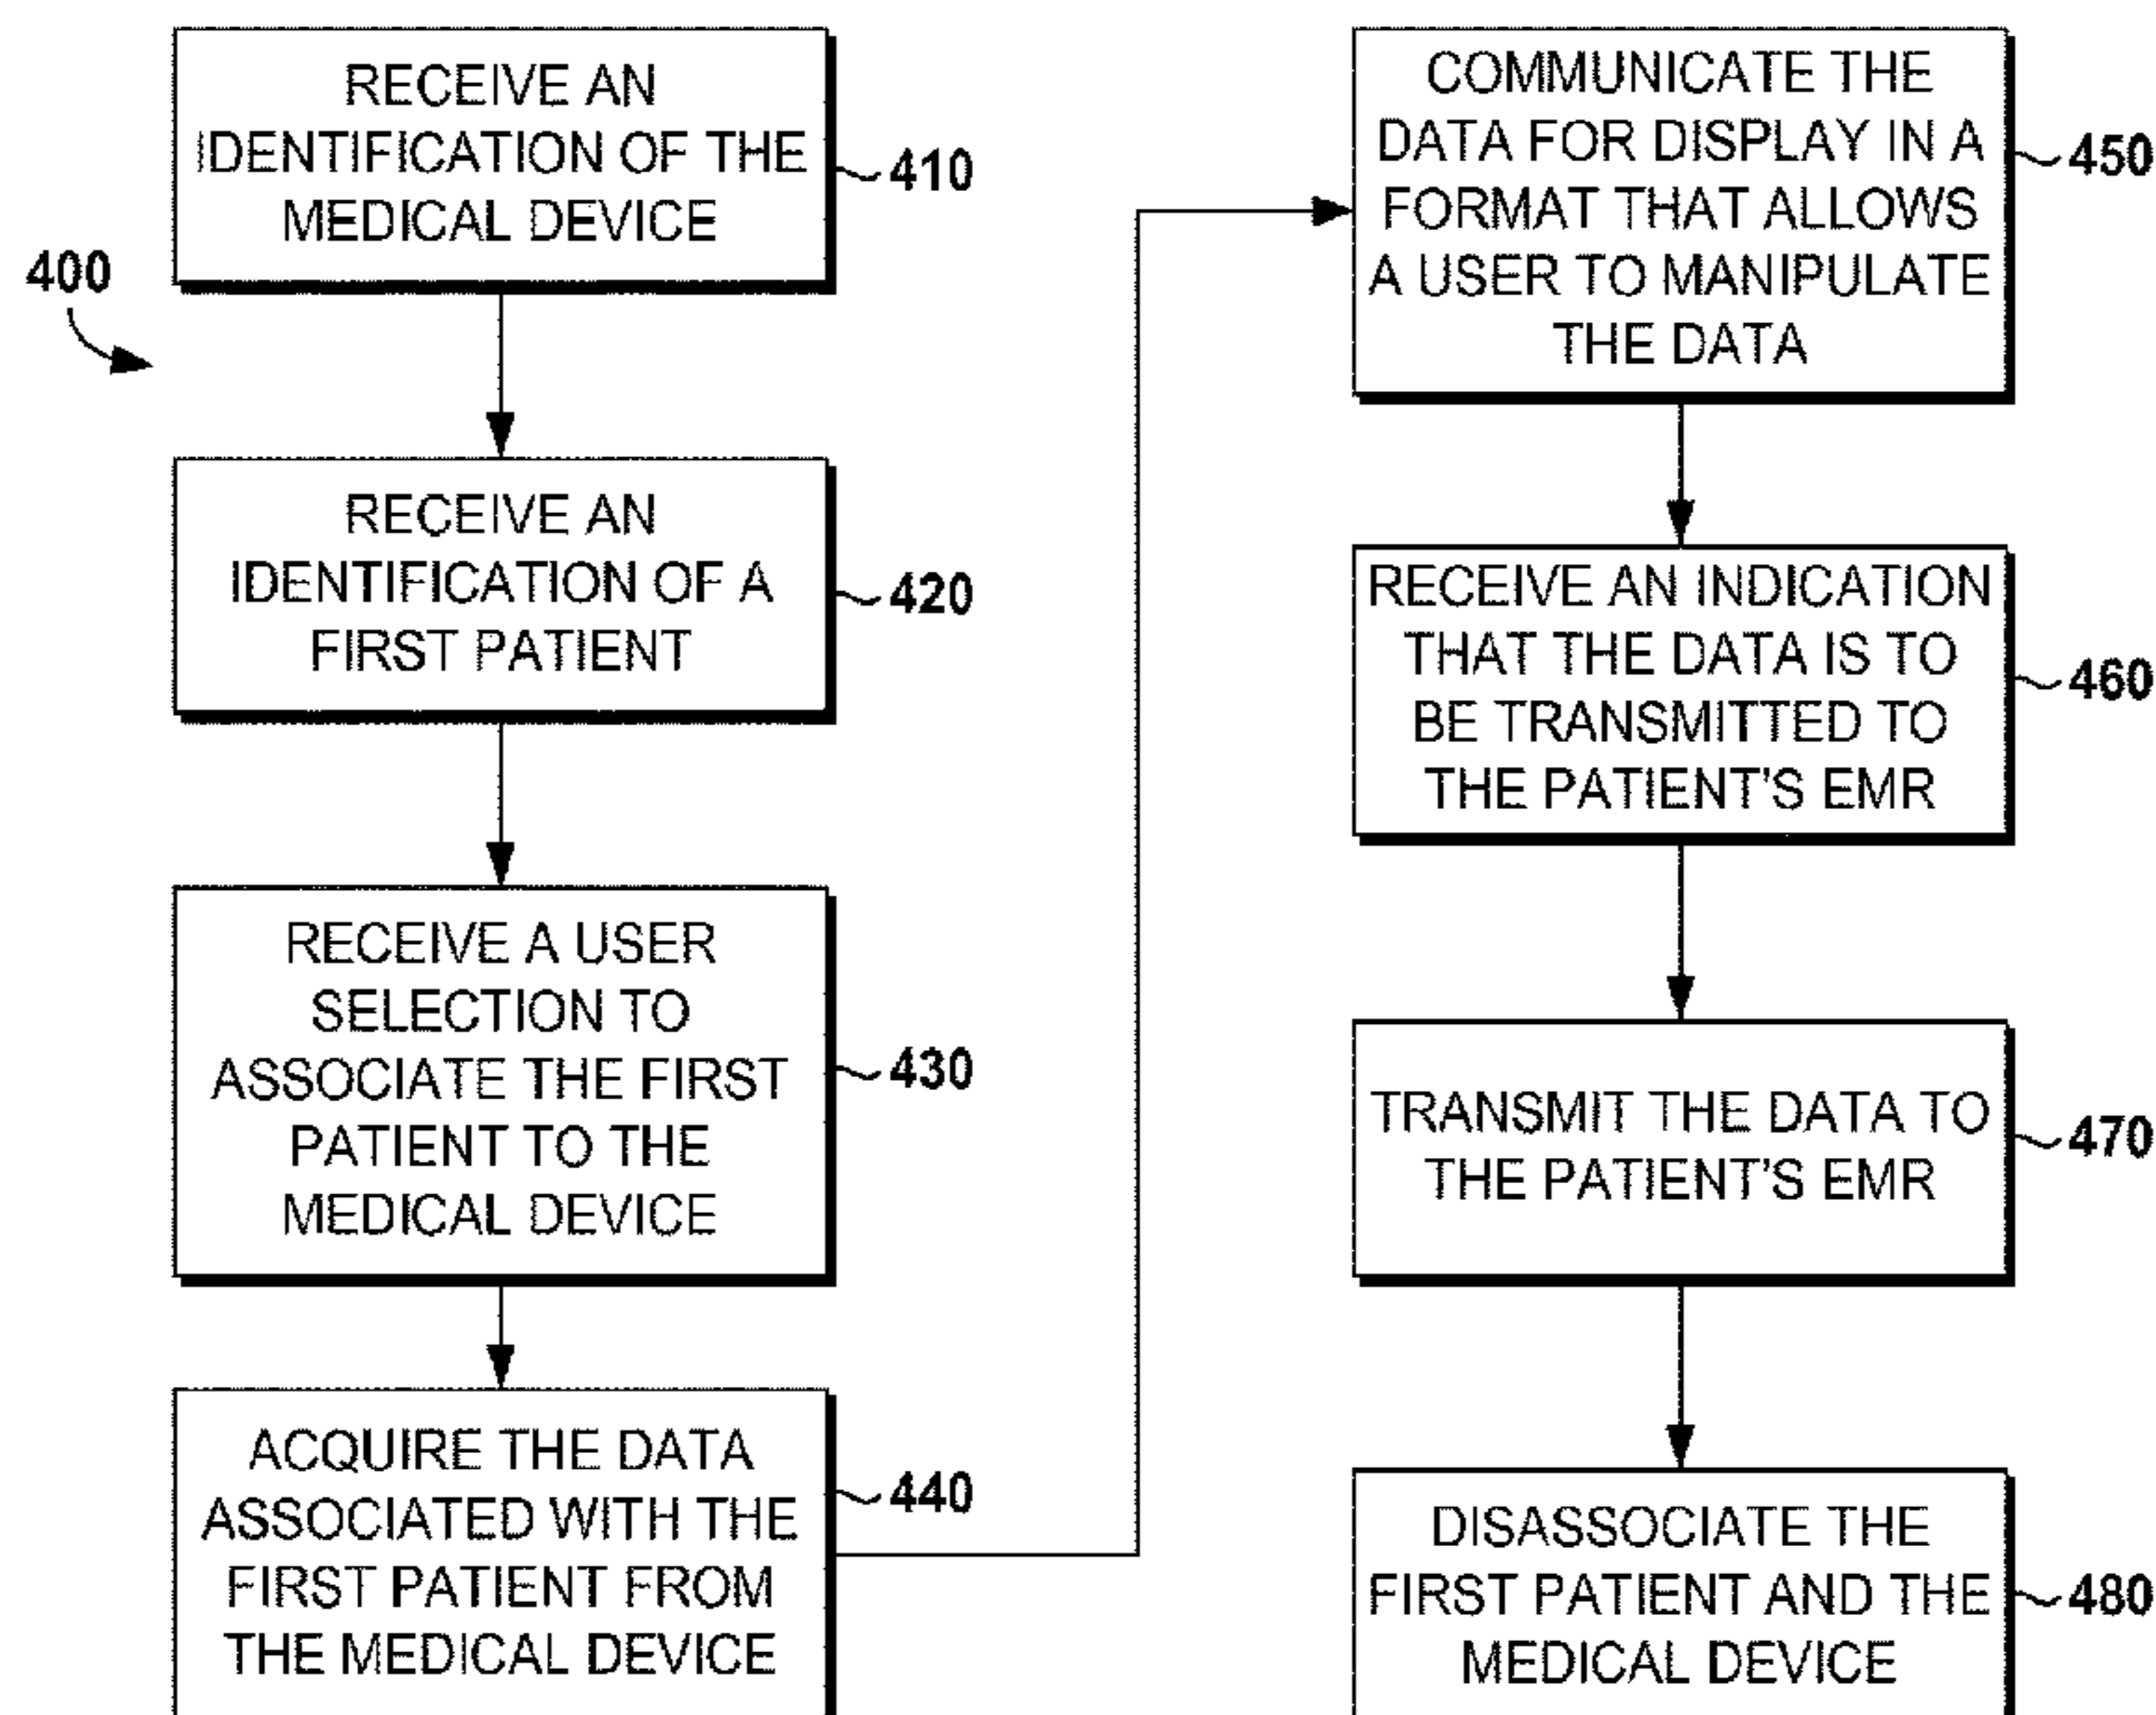 400
RECEIVE AN
IDENTIFICATION OF THE
MEDICAL DEVICE
410
RECEIVE AN
IDENTIFICATION OF A
FIRST PATIENT
420
RECEIVE A USER
SELECTION TO
ASSOCIATE THE FIRST
PATIENT TO THE
MEDICAL DEVICE
430
ACQUIRE THE DATA
ASSOCIATED WITH THE
FIRST PATIENT FROM
THE MEDICAL DEVICE
440
COMMUNICATE THE
DATA FOR DISPLAY IN A
FORMAT THAT ALLOWS
A USER TO MANIPULATE
THE DATA
450
RECEIVE AN INDICATION
THAT THE DATA IS TO
BE TRANSMITTED TO
THE PATIENT'S EMR
460
TRANSMIT THE DATA TO
THE PATIENT'S EMR
470
DISASSOCIATE THE
FIRST PATIENT AND THE
MEDICAL DEVICE
480